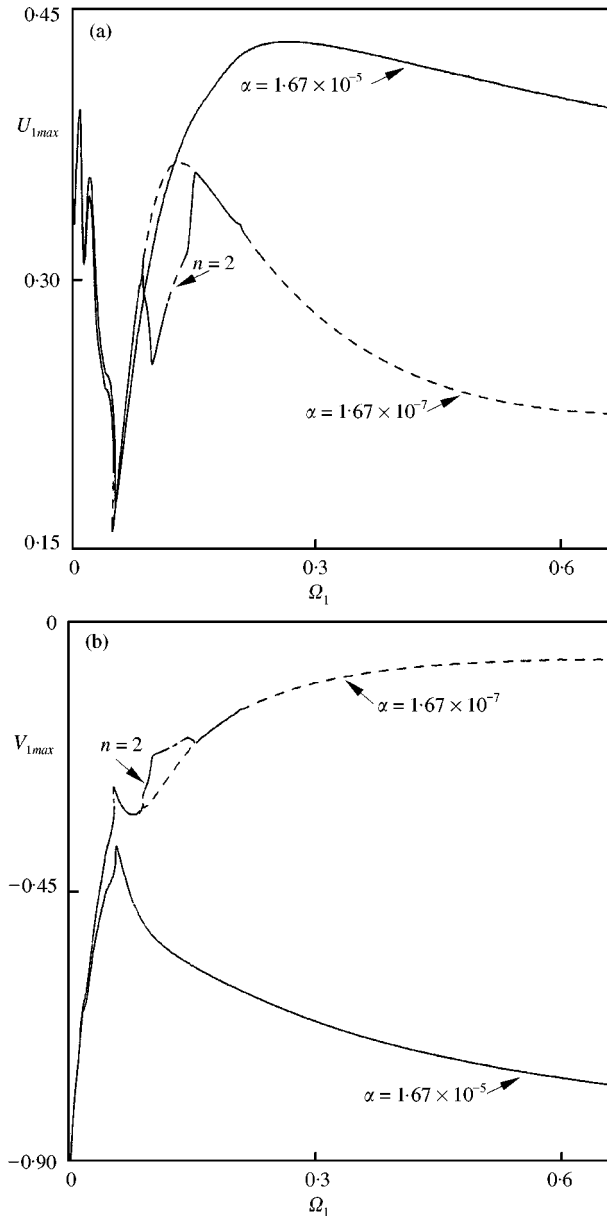 0·45
(a)
α = 1·67 × 10⁻⁵
U₁ₘₐₓ
n = 2
0·30
α = 1·67 × 10⁻⁷
0·15
0
0·3
0·6
Ω₁
0
(b)
α = 1·67 × 10⁻⁷
n = 2
V₁ₘₐₓ
−0·45
α = 1·67 × 10⁻⁵
−0·90
0
0·3
0·6
Ω₁